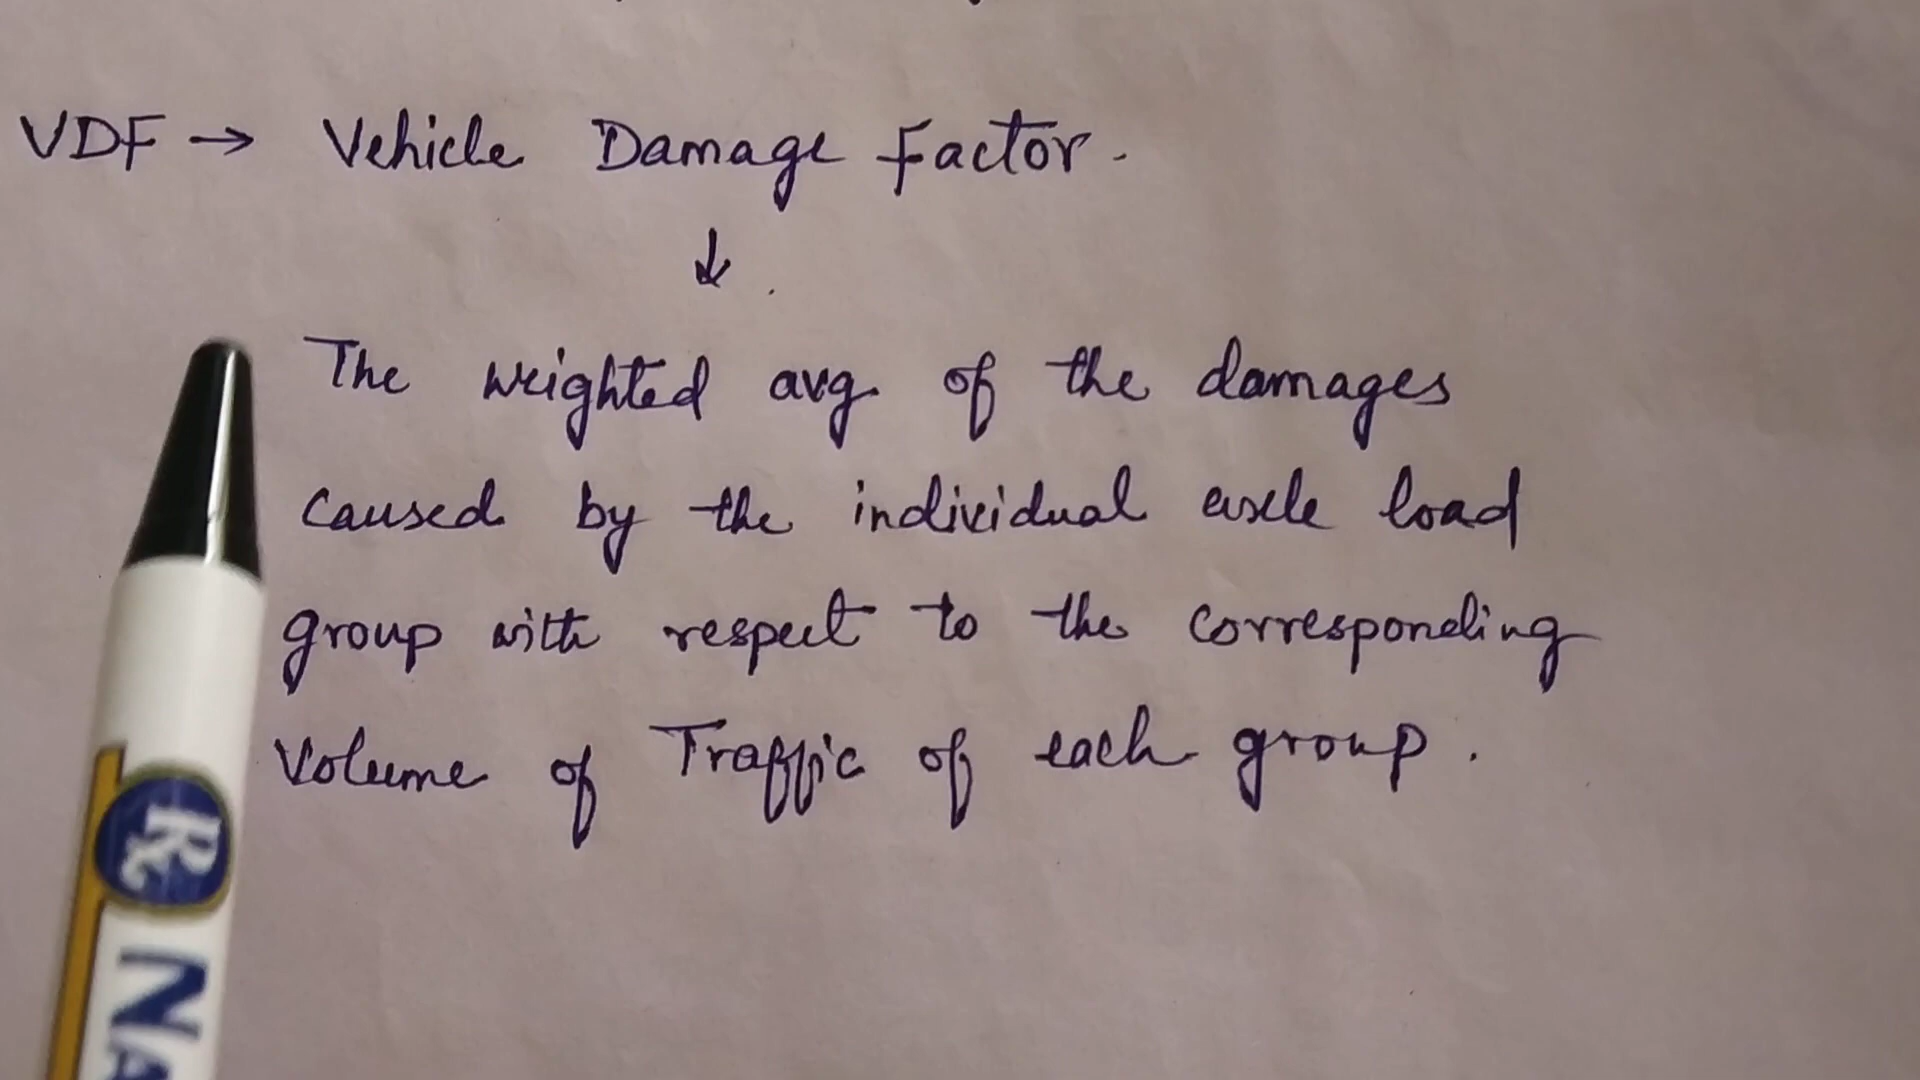 VDF → Vehicle Damage Factor.
↓
The weighted avg. of the damages
caused by the individual axle load
group with respect to the corresponding
Volume of Traffic of each group.
R
NA